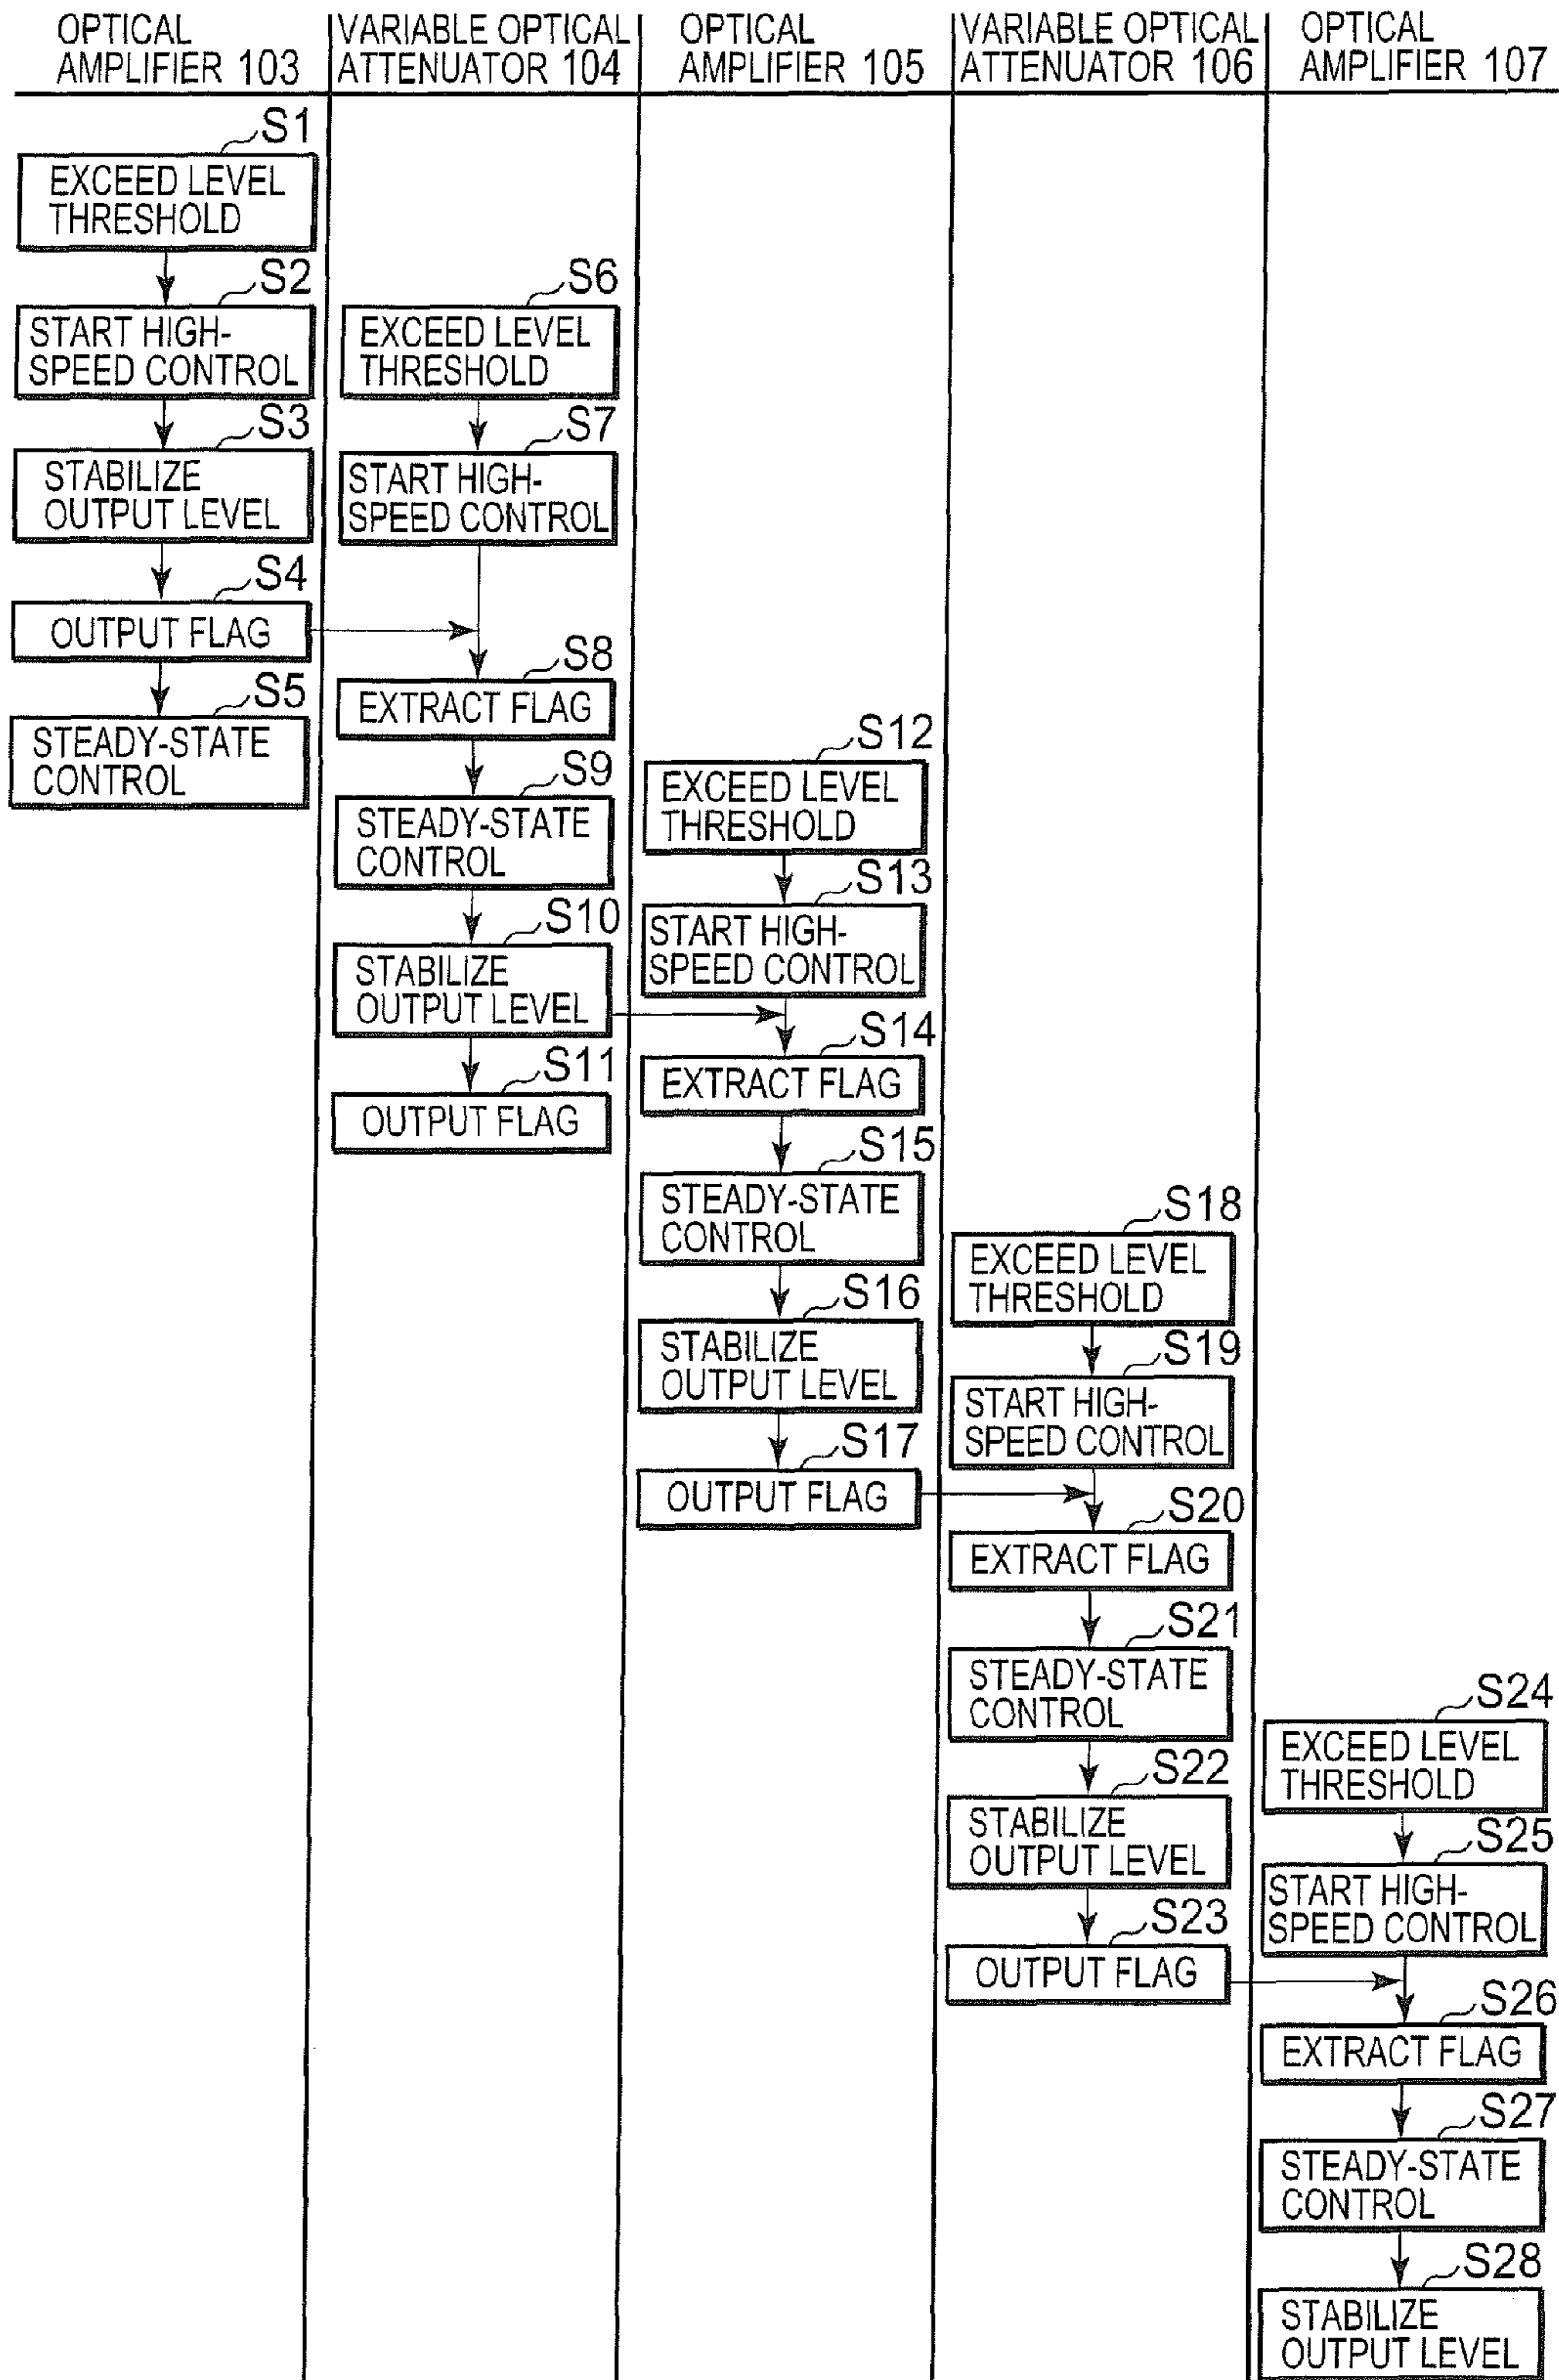 OPTICAL
AMPLIFIER 103
VARIABLE OPTICAL
ATTENUATOR 104
OPTICAL
AMPLIFIER 105
VARIABLE OPTICAL
ATTENUATOR 106
OPTICAL
AMPLIFIER 107
S1
EXCEED LEVEL
THRESHOLD
S2
START HIGH-
SPEED CONTROL
S3
STABILIZE
OUTPUT LEVEL
S4
OUTPUT FLAG
S5
STEADY-STATE
CONTROL
S6
EXCEED LEVEL
THRESHOLD
S7
START HIGH-
SPEED CONTROL
S8
EXTRACT FLAG
S9
STEADY-STATE
CONTROL
S10
STABILIZE
OUTPUT LEVEL
S11
OUTPUT FLAG
S12
EXCEED LEVEL
THRESHOLD
S13
START HIGH-
SPEED CONTROL
S14
EXTRACT FLAG
S15
STEADY-STATE
CONTROL
S16
STABILIZE
OUTPUT LEVEL
S17
OUTPUT FLAG
S18
EXCEED LEVEL
THRESHOLD
S19
START HIGH-
SPEED CONTROL
S20
EXTRACT FLAG
S21
STEADY-STATE
CONTROL
S22
STABILIZE
OUTPUT LEVEL
S23
OUTPUT FLAG
S24
EXCEED LEVEL
THRESHOLD
S25
START HIGH-
SPEED CONTROL
S26
EXTRACT FLAG
S27
STEADY-STATE
CONTROL
S28
STABILIZE
OUTPUT LEVEL